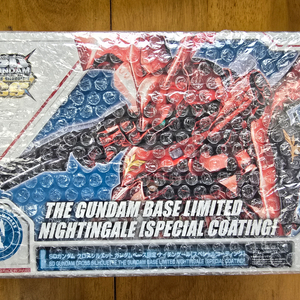 SD
GUNDAM
THE GUNDAM BASE LIMITED
NIGHTINGALE [SPECIAL COATING]
SDガンダム クロスシルエット ガンダムベース限定 ナイチンゲール[スペシャルコーティング]
SD GUNDAM CROSS SILHOUETTE THE GUNDAM BASE LIMITED NIGHTINGALE [SPECIAL COATING]